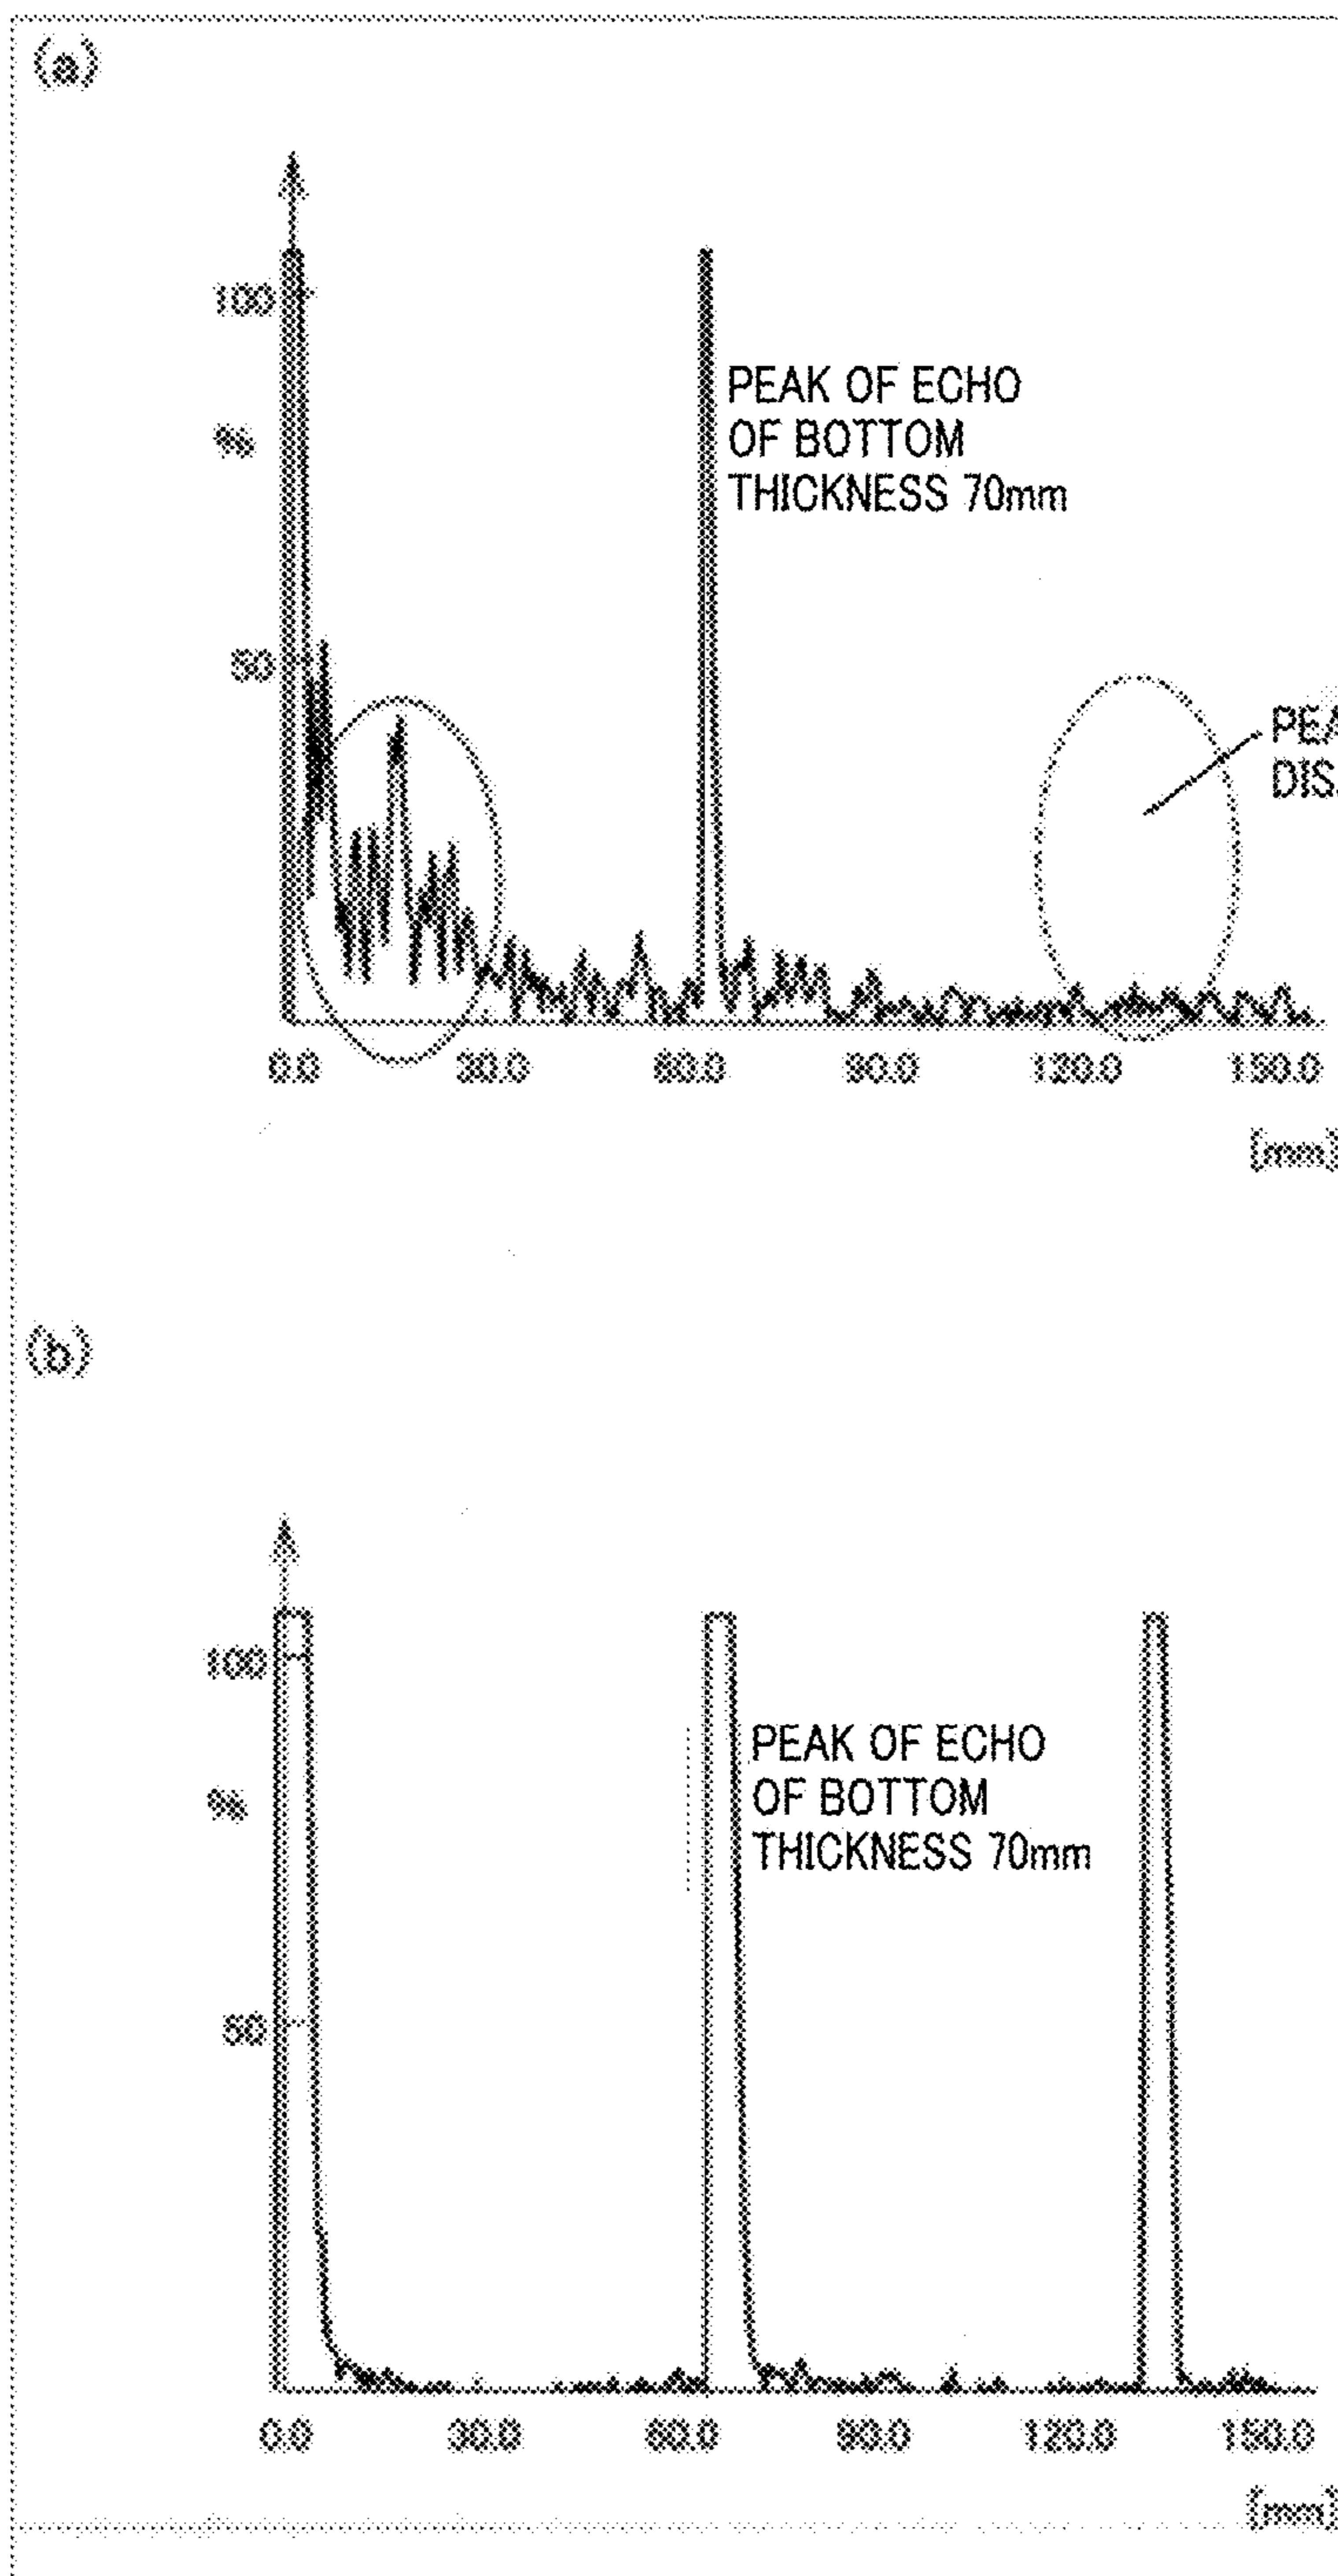 (a)
100
%
50
PEAK OF ECHO
OF BOTTOM
THICKNESS 70mm
0.0 30.0 60.0 90.0 120.0 150.0
[mm]
(b)
100
%
50
PEAK OF ECHO
OF BOTTOM
THICKNESS 70mm
0.0 30.0 60.0 90.0 120.0 150.0
[mm]